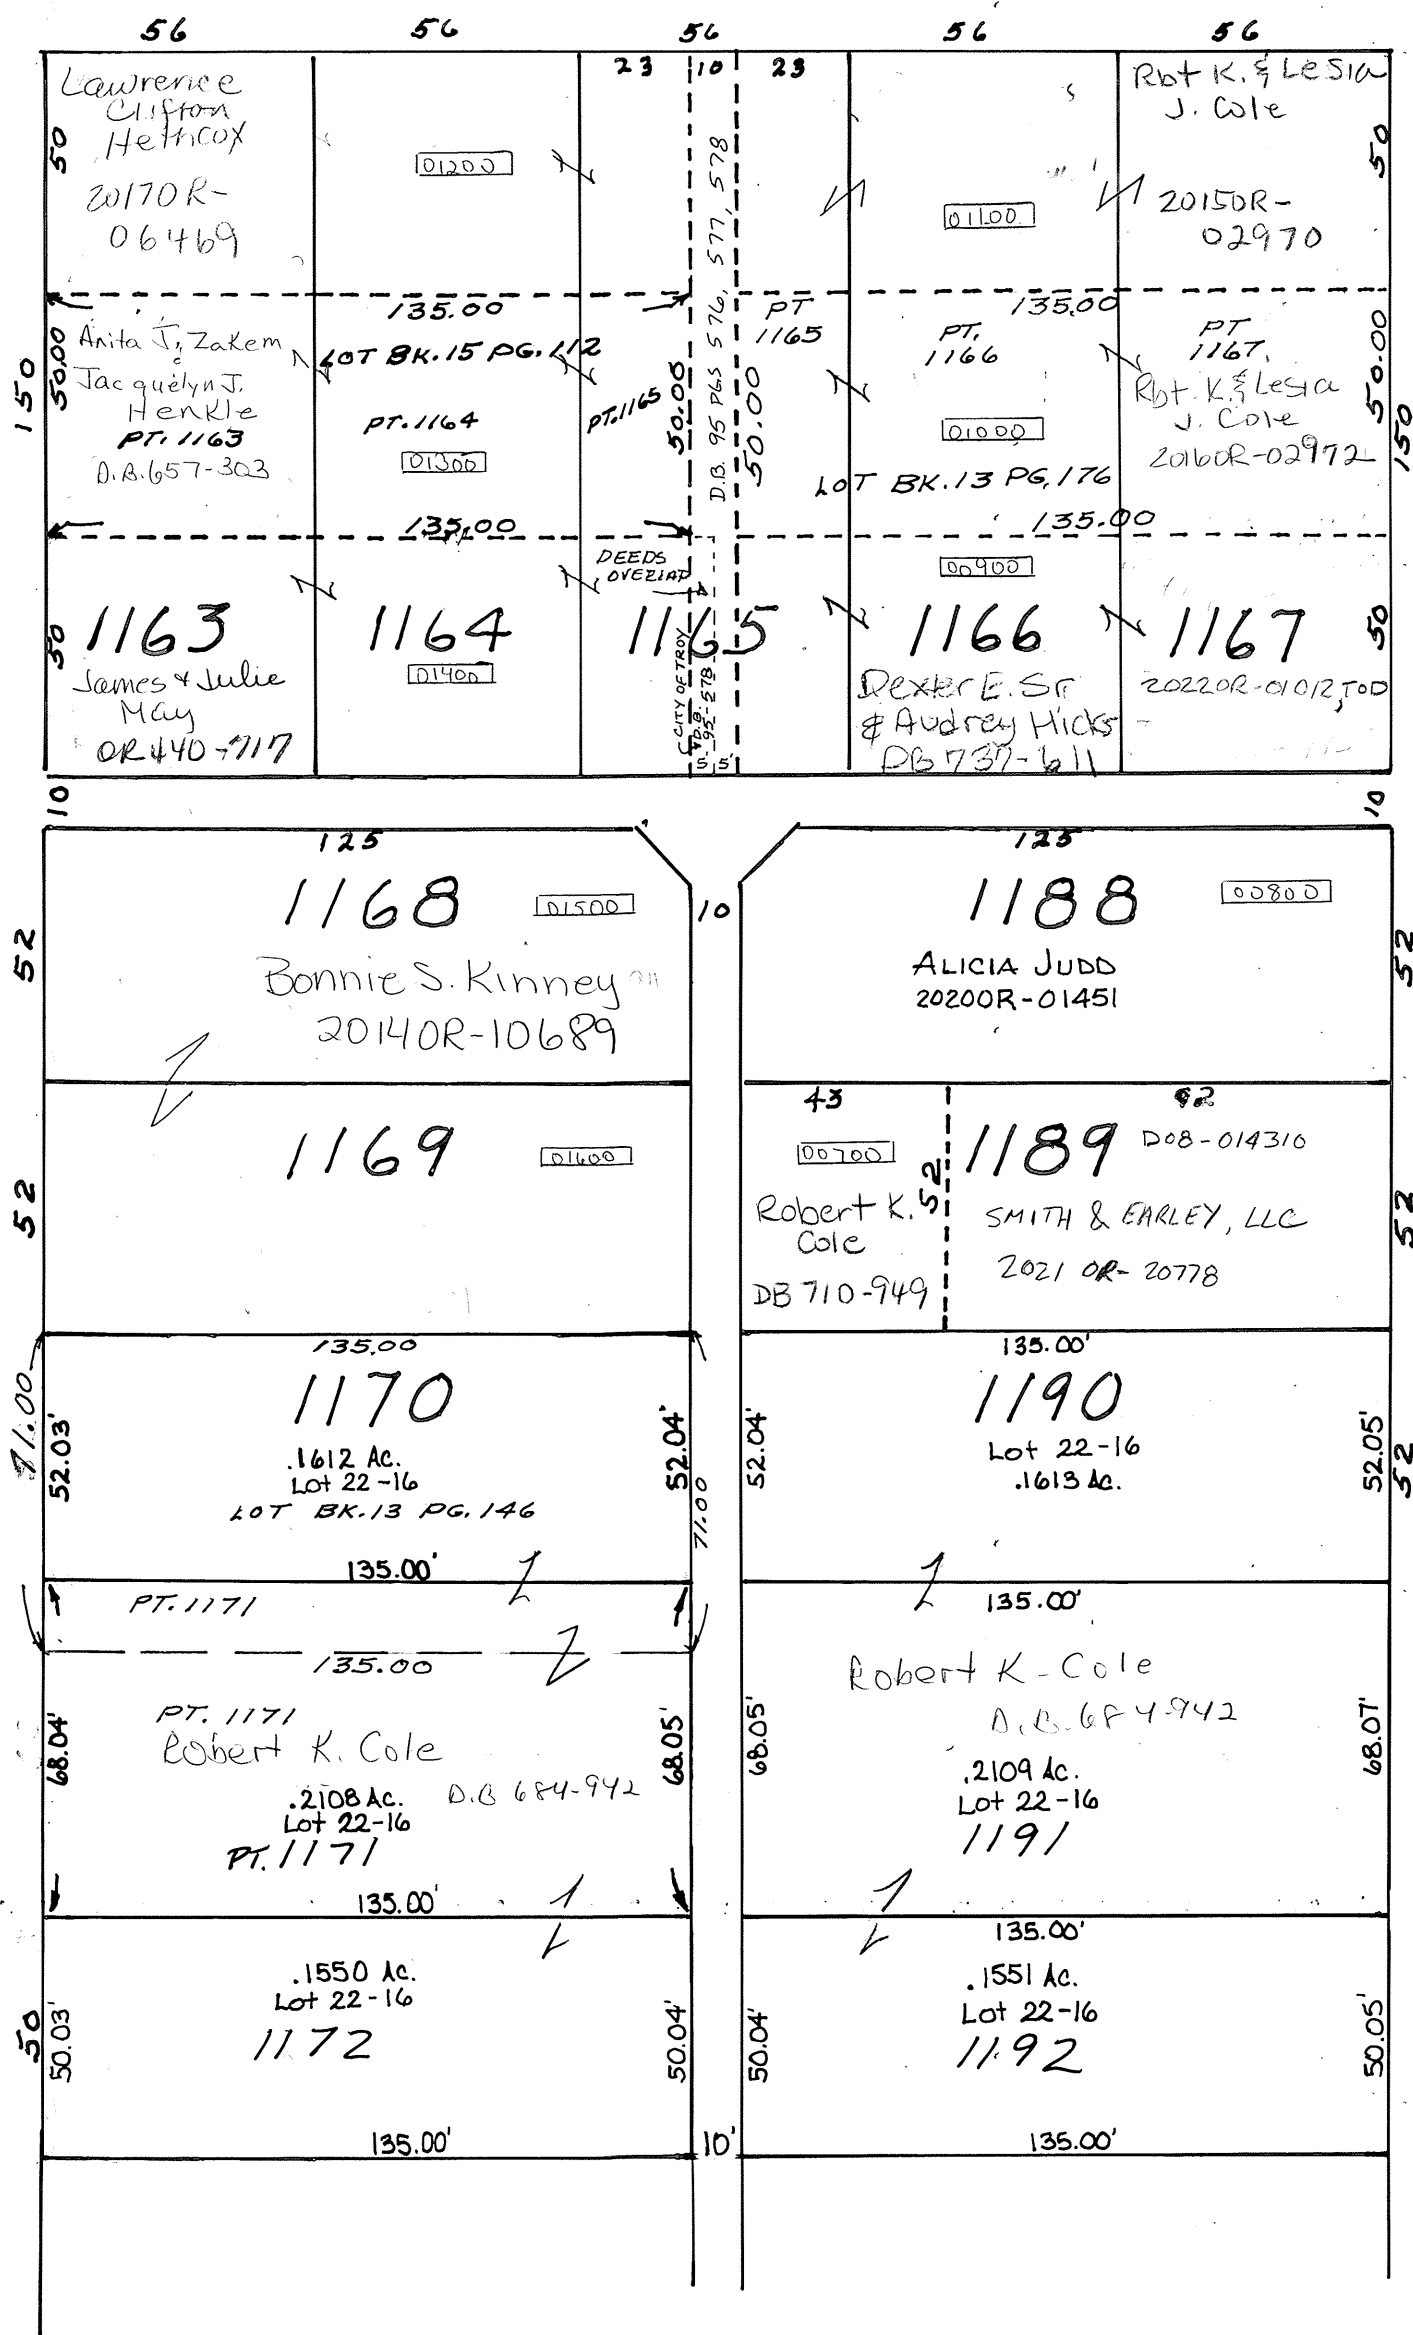 56
56
56
56
56
23
10
23
Lawrence
Clifton
Hethcox
20170R-
06469
50
01200
01100
Rbt K. & Lesia
J. Cole
20150R-
02970
50
D.B. 95 PGS 576, 577, 578
135.00
135.00
150
50.00
Anita J. Zakem
&
Jacquelyn J.
Henkle
PT. 1163
D.B. 657-303
LOT BK. 15 PG. 112
PT. 1164
01300
PT. 1165
50.00
50.00
PT
1165
PT.
1166
01000
LOT BK. 13 PG. 176
PT
1167.
Rbt. K. & Lesia
J. Cole
20160R-02972
50.00
150
135.00
135.00
DEEDS
OVERLAP
00900
50
1163
James & Julie
May
OR 440-717
1164
01400
1165
CITY OF TROY
D.B.
95-578
5'
5'
1166
Dexter E. Sr
& Audrey Hicks
DB 737-611
1167
20220R-01012, TOD
50
10
10
125
1168
01500
Bonnie S. Kinney
20140R-10689
52
10
125
1188
00800
ALICIA JUDD
20200R-01451
52
1169
01600
52
43
92
00700
52
Robert K.
Cole
DB 710-949
1189
D08-014310
SMITH & EARLEY, LLC
2021 OR-20778
52
135.00
1170
.1612 Ac.
Lot 22-16
LOT BK. 13 PG. 146
135.00'
71.00
52.03'
52.04'
71.00
135.00'
1190
Lot 22-16
.1613 Ac.
52.04'
52.05'
52
PT. 1171
135.00
PT. 1171
Robert K. Cole
D.B 684-942
.2108 Ac.
Lot 22-16
PT. 1171
135.00'
68.04'
68.05'
135.00'
Robert K-Cole
D.B. 684-942
.2109 Ac.
Lot 22-16
1191
68.05'
68.07'
.1550 Ac.
Lot 22-16
1172
50
50.03'
50.04'
135.00'
10'
135.00'
.1551 Ac.
Lot 22-16
1192
50.04'
50.05'
135.00'